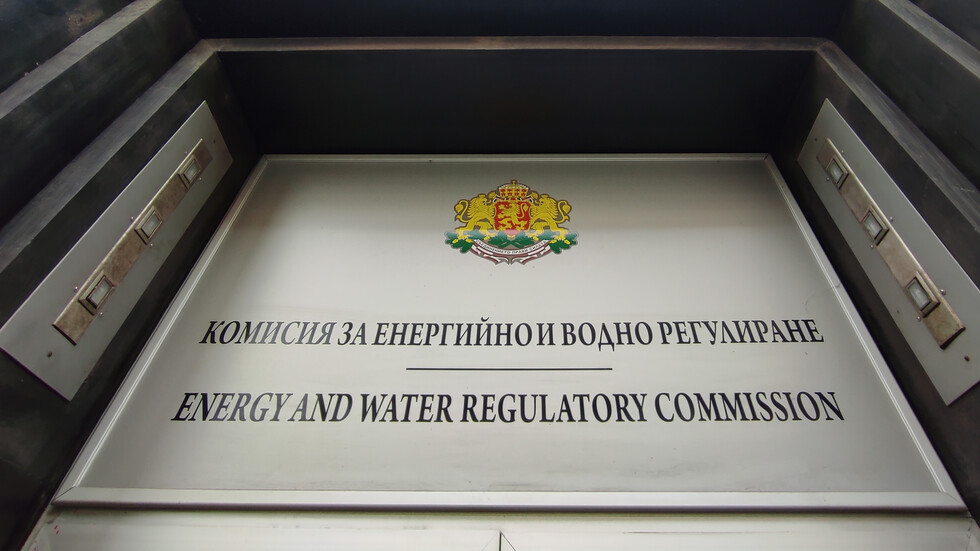 КОМИСИЯ ЗА ЕНЕРГИЙНО И ВОДНО РЕГУЛИРАНЕ
ENERGY AND WATER REGULATORY COMMISSION